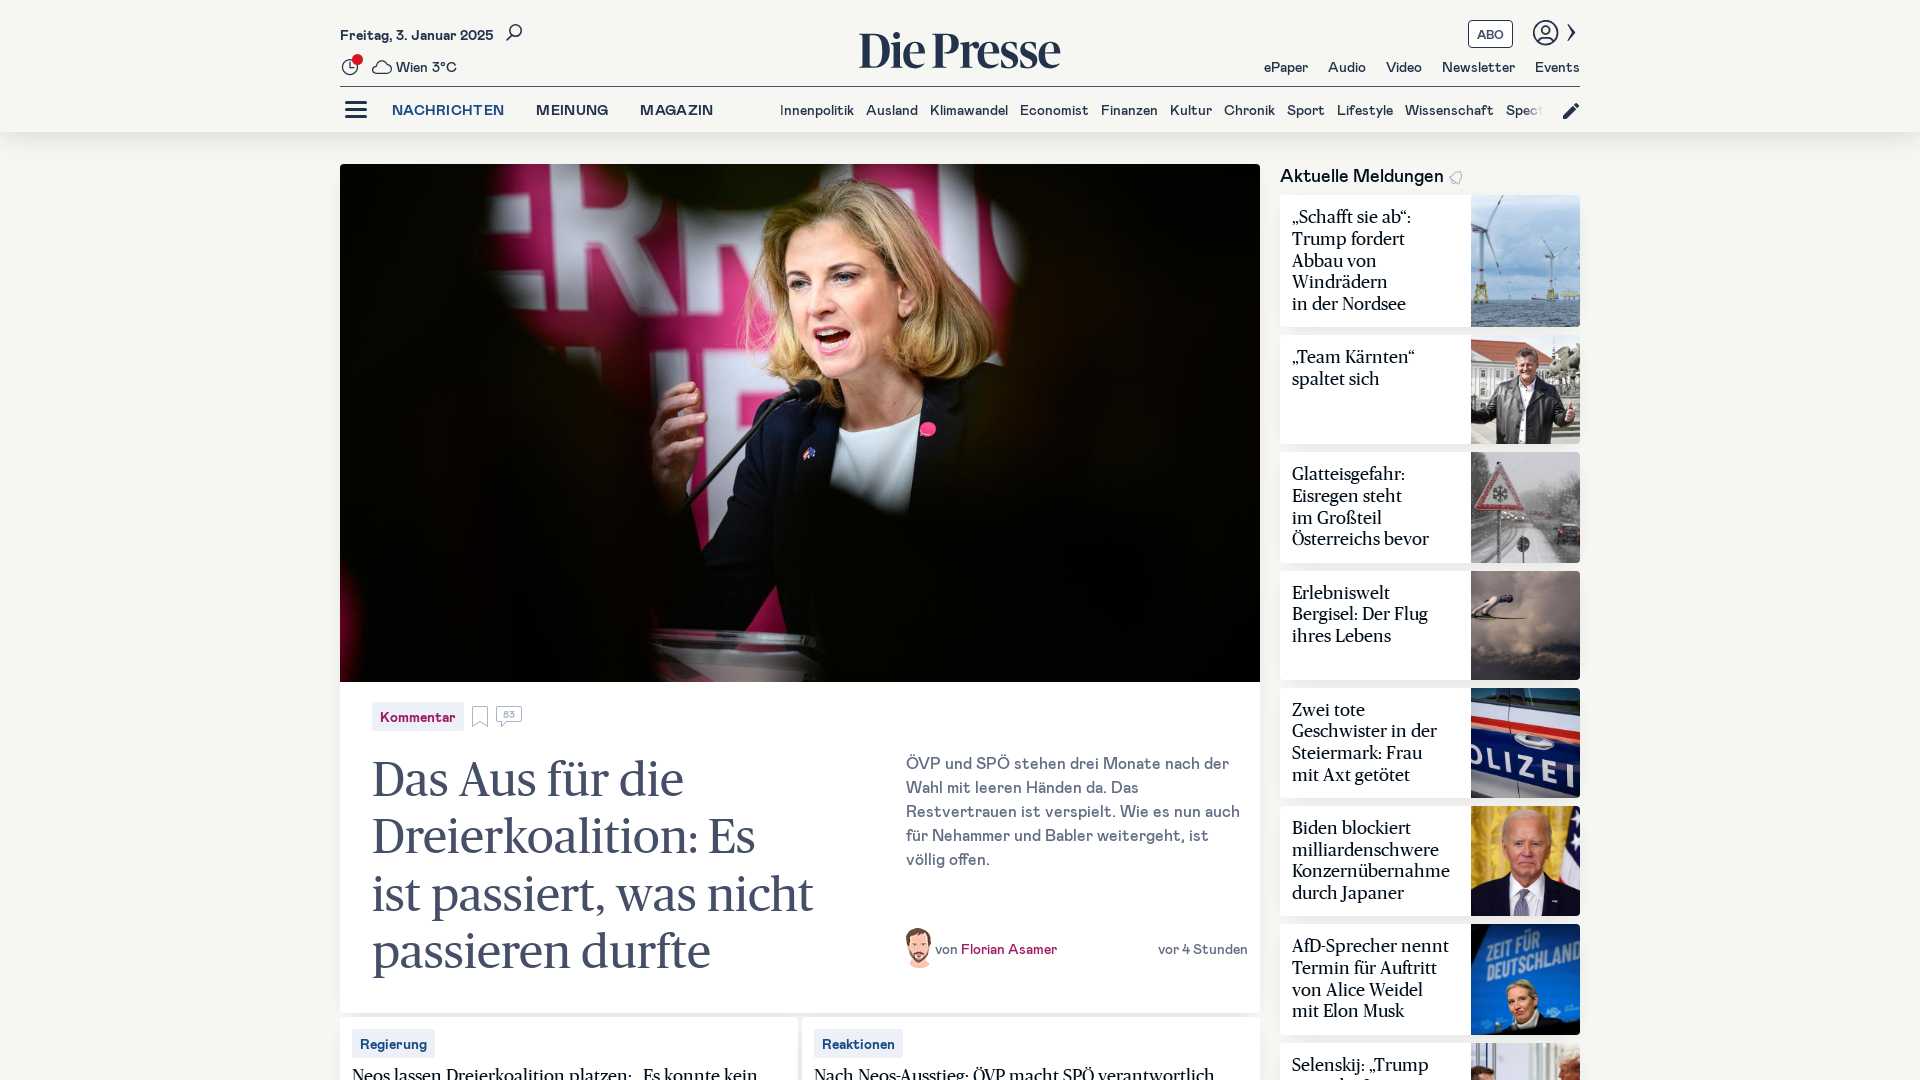 Freitag, 3. Januar 2025
Die Presse
ABO
Wien 3°C
ePaper Audio Video Newsletter Events
NACHRICHTEN MEINUNG MAGAZIN
Innenpolitik Ausland Klimawandel Economist Finanzen Kultur Chronik Sport Lifestyle Wissenschaft Spect
Kommentar
83
Das Aus für die
Dreierkoalition: Es
ist passiert, was nicht
passieren durfte
ÖVP und SPÖ stehen drei Monate nach der
Wahl mit leeren Händen da. Das
Restvertrauen ist verspielt. Wie es nun auch
für Nehammer und Babler weitergeht, ist
völlig offen.
von Florian Asamer
vor 4 Stunden
Regierung
Neos lassen Dreierkoalition platzen: „Es konnte kein
Reaktionen
Nach Neos-Ausstieg: ÖVP macht SPÖ verantwortlich,
Aktuelle Meldungen
„Schafft sie ab“:
Trump fordert
Abbau von
Windrädern
in der Nordsee
„Team Kärnten“
spaltet sich
Glatteisgefahr:
Eisregen steht
im Großteil
Österreichs bevor
Erlebniswelt
Bergisel: Der Flug
ihres Lebens
Zwei tote
Geschwister in der
Steiermark: Frau
mit Axt getötet
OLIZEI
Biden blockiert
milliardenschwere
Konzernübernahme
durch Japaner
AfD-Sprecher nennt
Termin für Auftritt
von Alice Weidel
mit Elon Musk
ZEIT FÜR
DEUTSCHLAND
Selenskij: „Trump